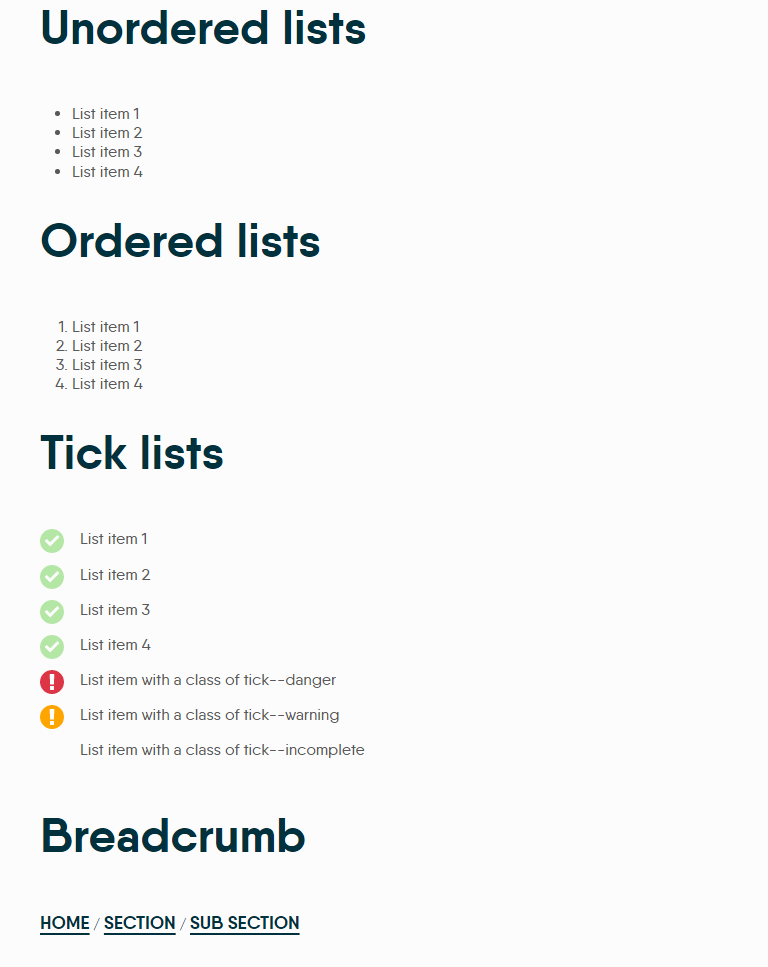 Unordered lists
• List item 1
• List item 2
• List item 3
• List item 4
Ordered lists
1. List item 1
2. List item 2
3. List item 3
4. List item 4
Tick lists
List item 1
List item 2
List item 3
List item 4
List item with a class of tick--danger
List item with a class of tick--warning
List item with a class of tick--incomplete
Breadcrumb
HOME / SECTION / SUB SECTION